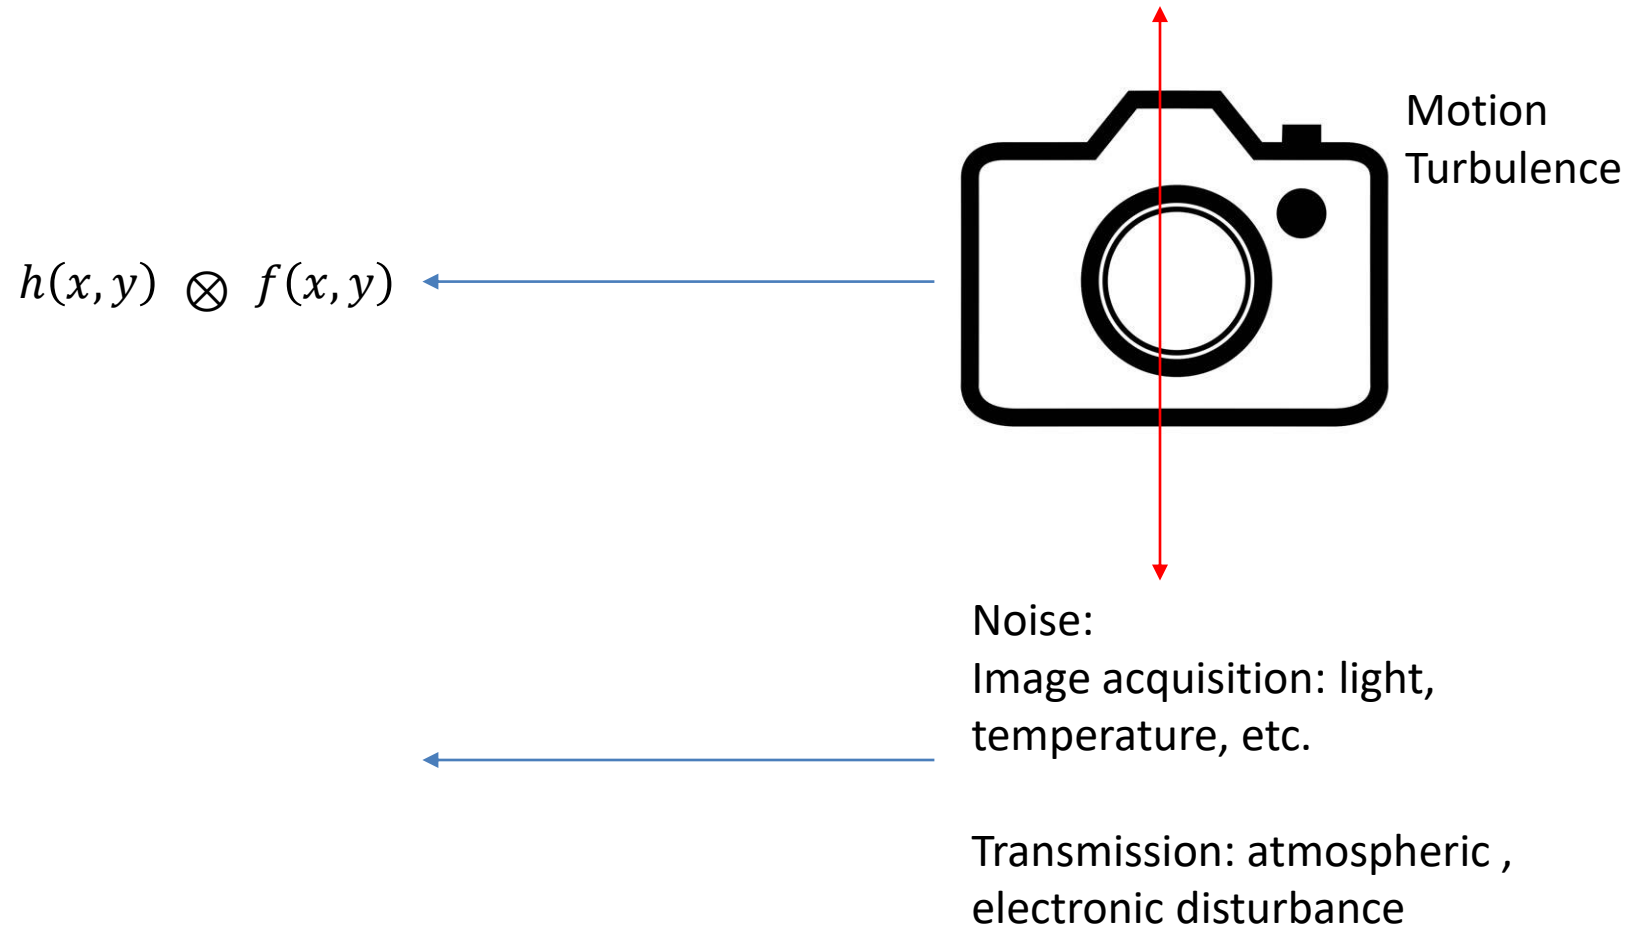 Motion
Turbulence
h(x, y) ⊗ f(x, y)
Noise:
Image acquisition: light,
temperature, etc.
Transmission: atmospheric ,
electronic disturbance